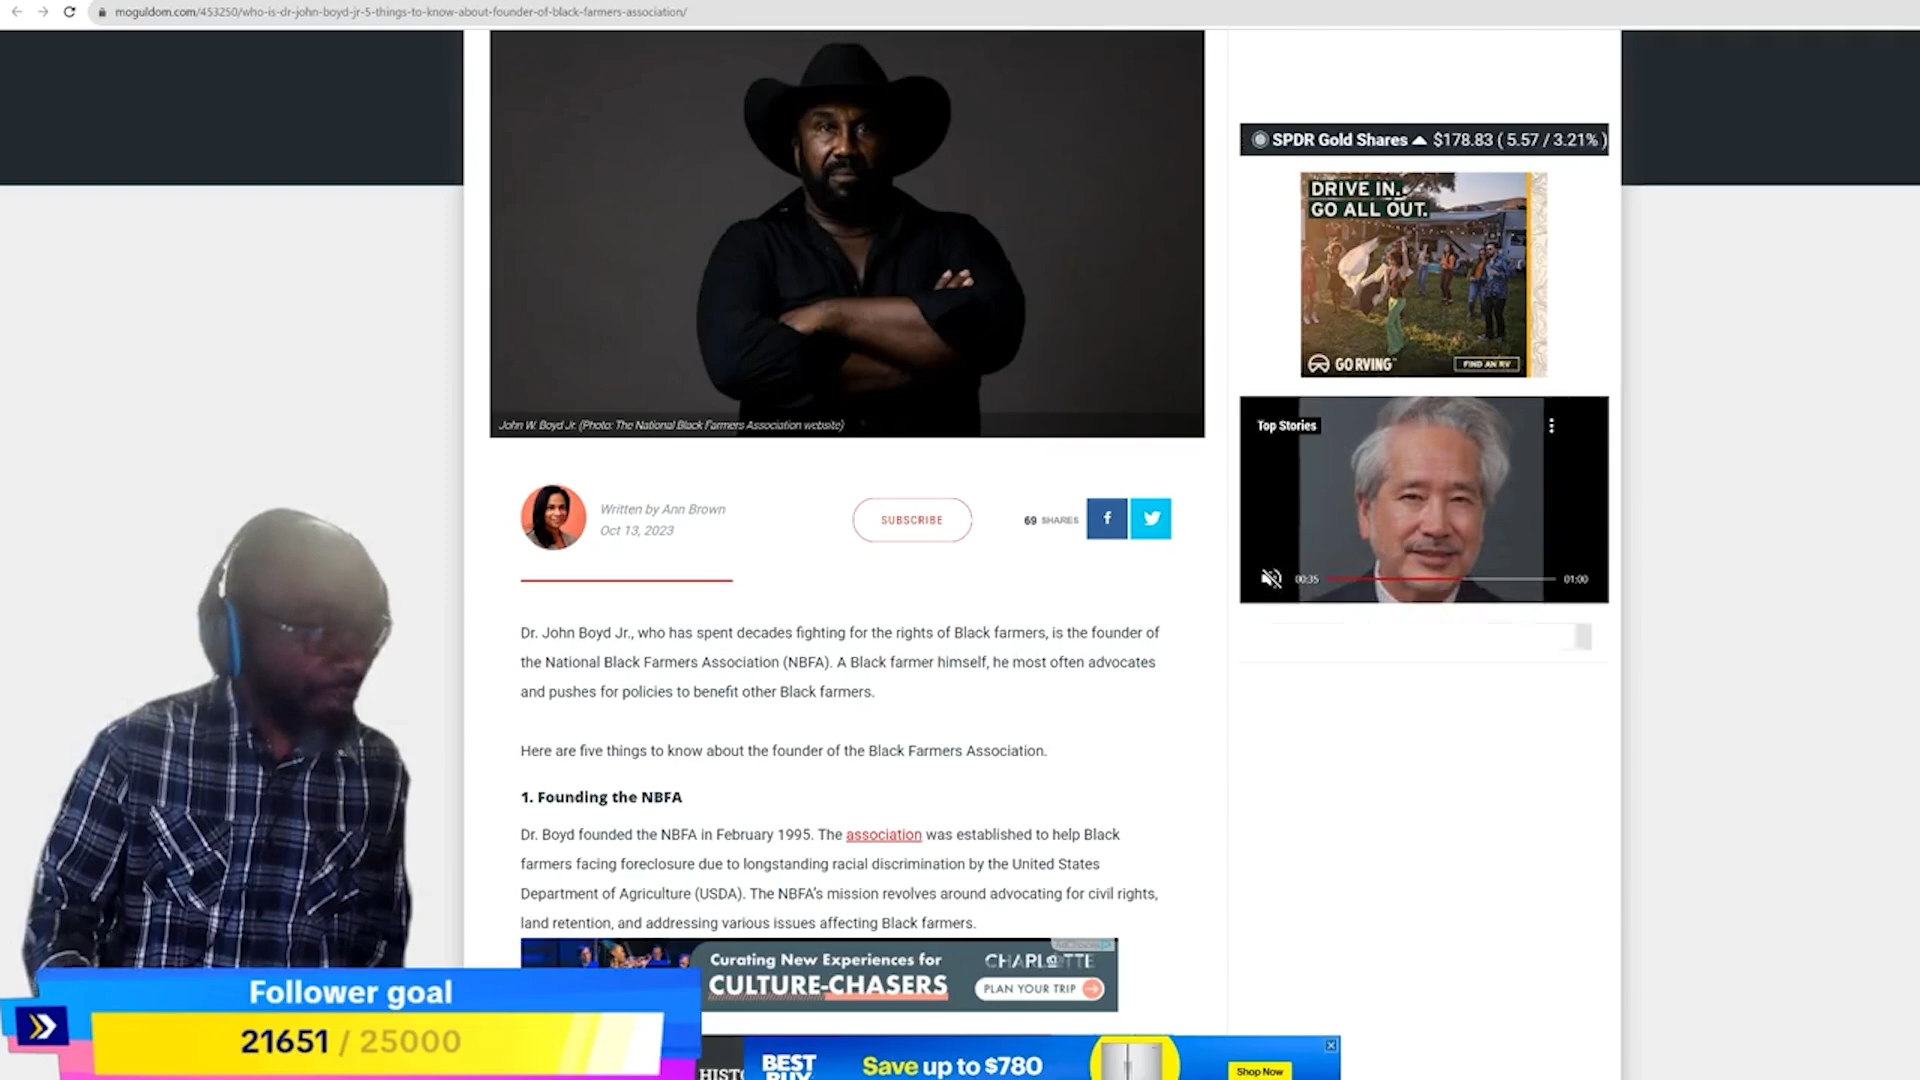 moguldom.com/453250/who-is-dr-john-boyd-jr-5-things-to-know-about-founder-of-black-farmers-association/
John W. Boyd Jr. (Photo: The National Black Farmers Association website)
Written by Ann Brown
Oct 13, 2023
SUBSCRIBE
69 SHARES
Dr. John Boyd Jr., who has spent decades fighting for the rights of Black farmers, is the founder of
the National Black Farmers Association (NBFA). A Black farmer himself, he most often advocates
and pushes for policies to benefit other Black farmers.
Here are five things to know about the founder of the Black Farmers Association.
1. Founding the NBFA
Dr. Boyd founded the NBFA in February 1995. The association was established to help Black
farmers facing foreclosure due to longstanding racial discrimination by the United States
Department of Agriculture (USDA). The NBFA's mission revolves around advocating for civil rights,
land retention, and addressing various issues affecting Black farmers.
Curating New Experiences for
CULTURE-CHASERS
CHARLOTTE
PLAN YOUR TRIP
AdChoices
SPDR Gold Shares $178.83 ( 5.57 / 3.21% )
DRIVE IN.
GO ALL OUT.
GO RVING
FIND AN RV
Top Stories
00:35
01:00
Follower goal
21651 / 25000
BEST
BUY
Save up to $780
Shop Now